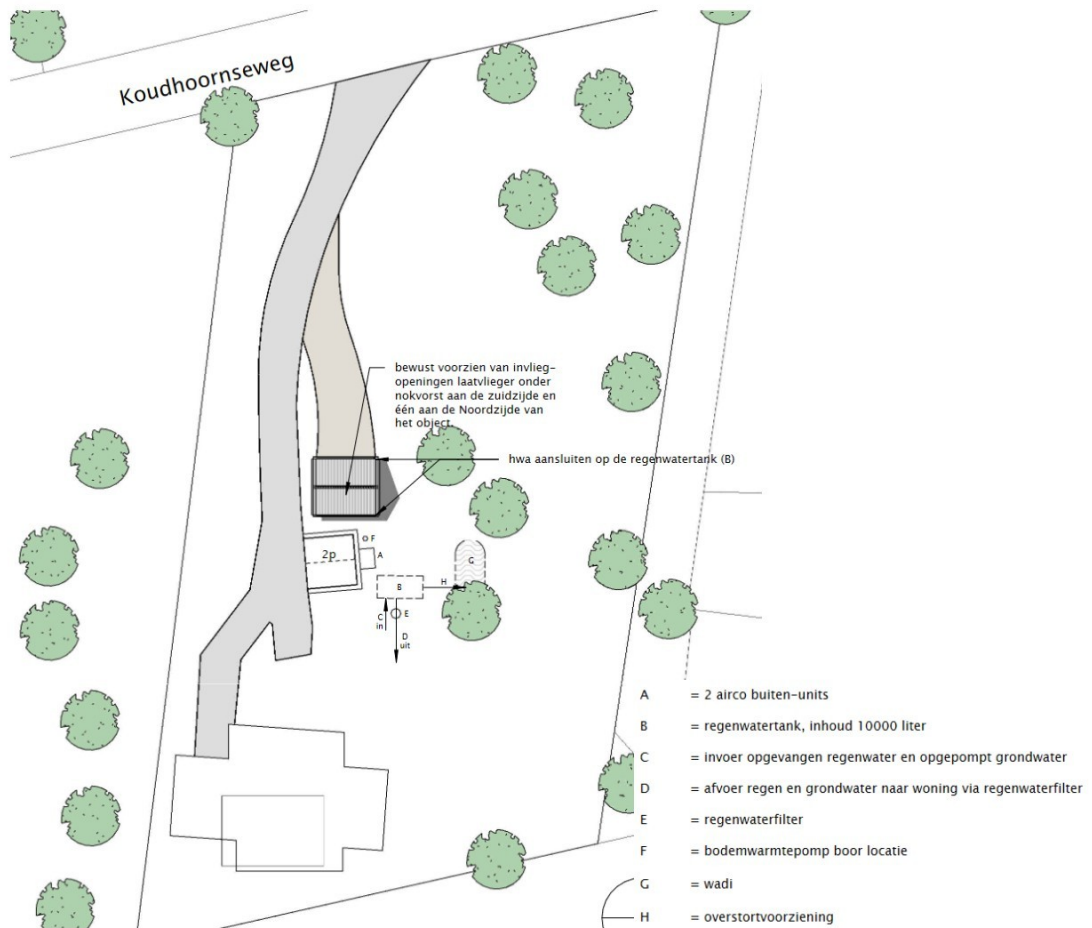 Koudhoornseweg
bewust voorzien van invlieg-
openingen laatvlieger onder
nokvorst aan de zuidzijde en
één aan de Noordzijde van
het object
hwa aansluiten op de regenwatertank (B)
F
2p
A
G
B
H
C
in
E
D
uit
A = 2 airco buiten-units
B = regenwatertank, inhoud 10000 liter
C = invoer opgevangen regenwater en opgepompt grondwater
D = afvoer regen en grondwater naar woning via regenwaterfilter
E = regenwaterfilter
F = bodemwarmtepomp boor locatie
G = wadi
H = overstortvoorziening